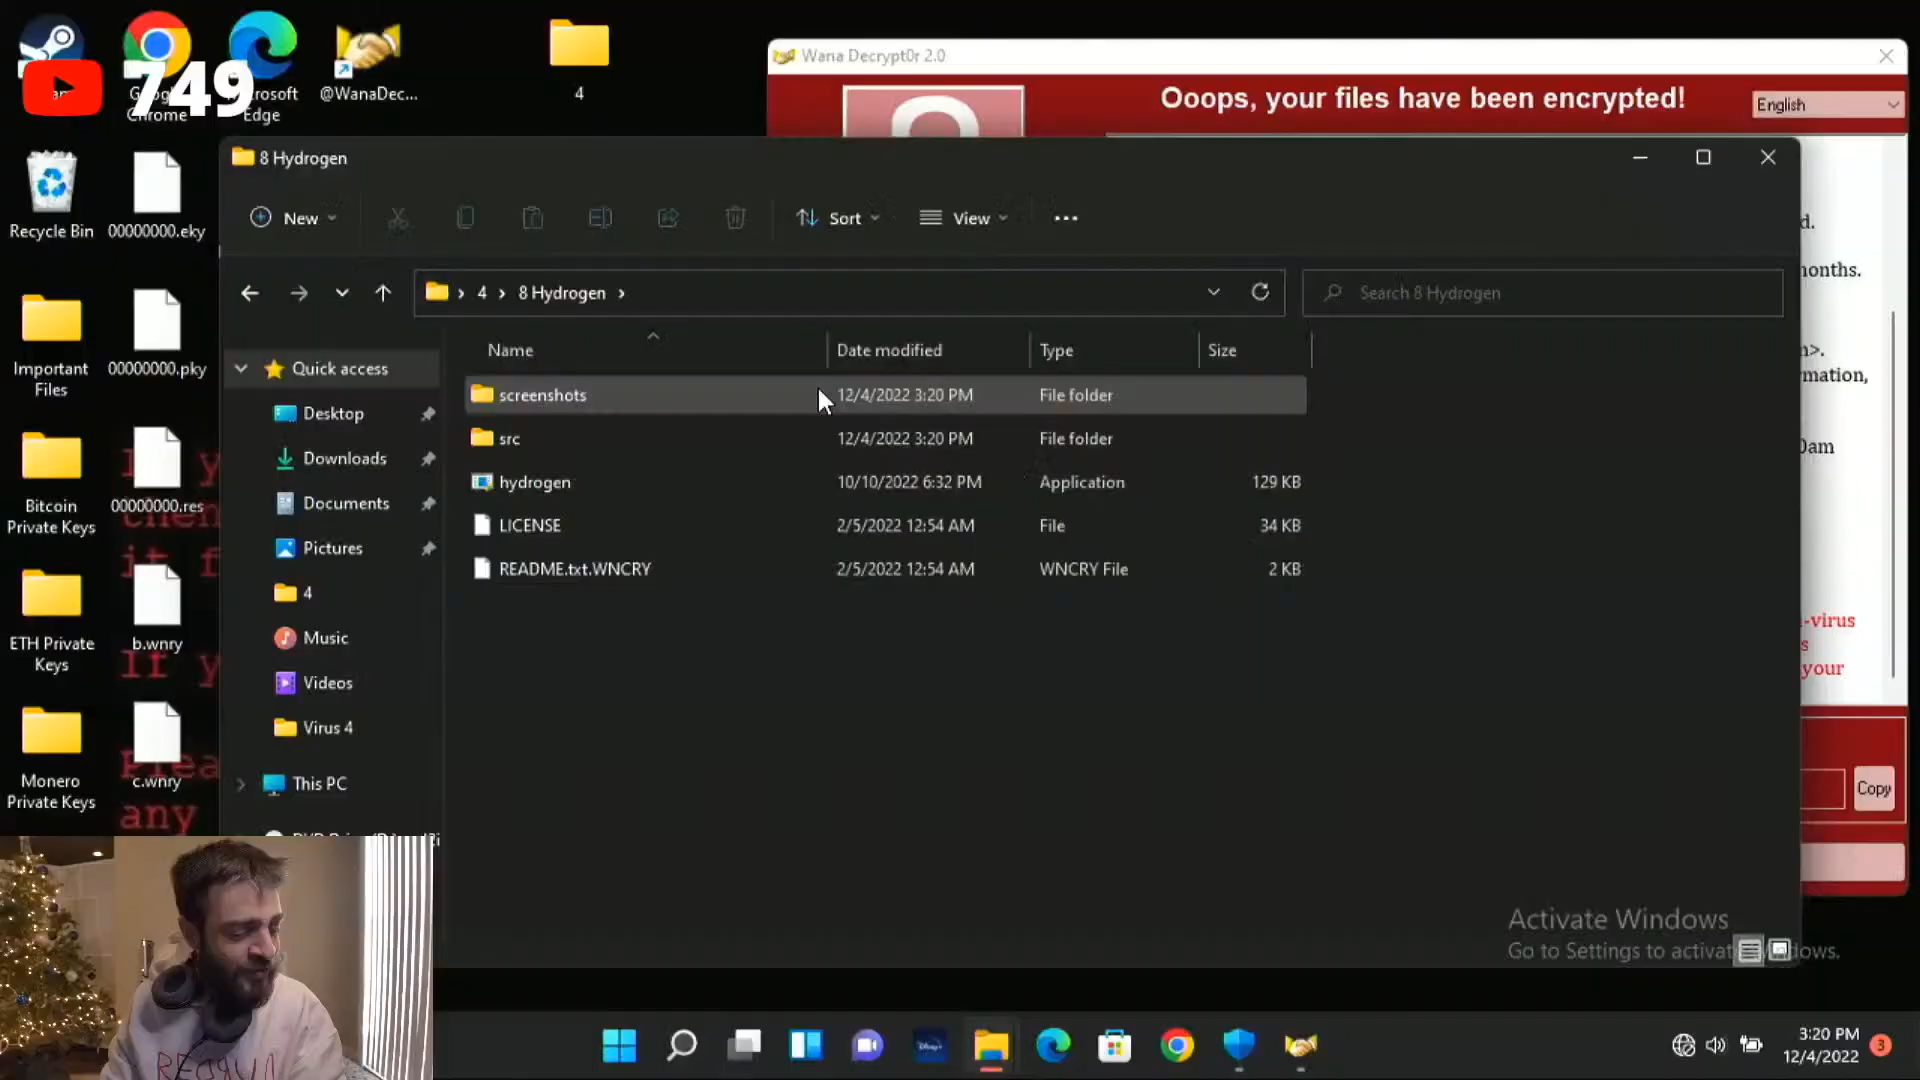 749
Google Chrome
Microsoft Edge
@WanaDec...
4
Wana Decrypt0r 2.0
Ooops, your files have been encrypted!
English
8 Hydrogen
New
Sort
View
4
8 Hydrogen
Search 8 Hydrogen
Name
Date modified
Type
Size
Quick access
Desktop
Downloads
Documents
Pictures
4
Music
Videos
Virus 4
This PC
screenshots 12/4/2022 3:20 PM File folder
src 12/4/2022 3:20 PM File folder
hydrogen 10/10/2022 6:32 PM Application 129 KB
LICENSE 2/5/2022 12:54 AM File 34 KB
README.txt.WNCRY 2/5/2022 12:54 AM WNCRY File 2 KB
Recycle Bin
00000000.eky
Important Files
00000000.pky
Bitcoin Private Keys
00000000.res
ETH Private Keys
b.wnry
Monero Private Keys
c.wnry
any
d.
onths.
mation,
0am
-virus
s
your
Copy
Activate Windows
Go to Settings to activate Windows.
3:20 PM
12/4/2022
3